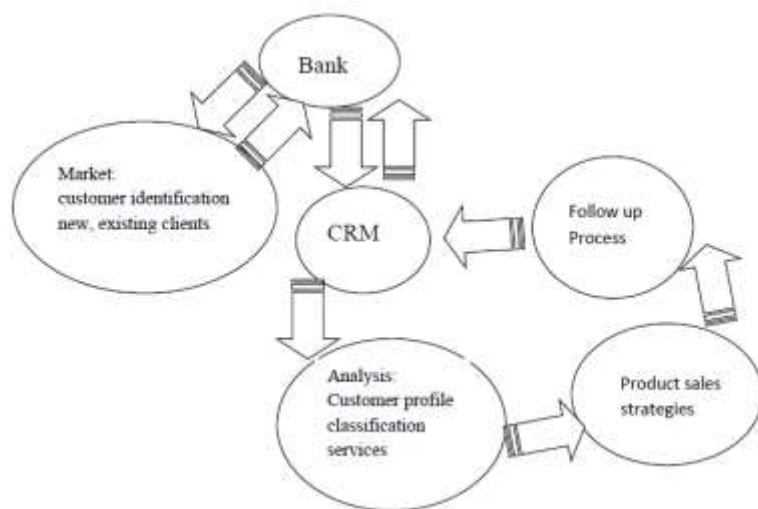 Bank
Market:
customer identification
new, existing clients
CRM
Follow up
Process
Analysis:
Customer profile
classification
services
Product sales
strategies